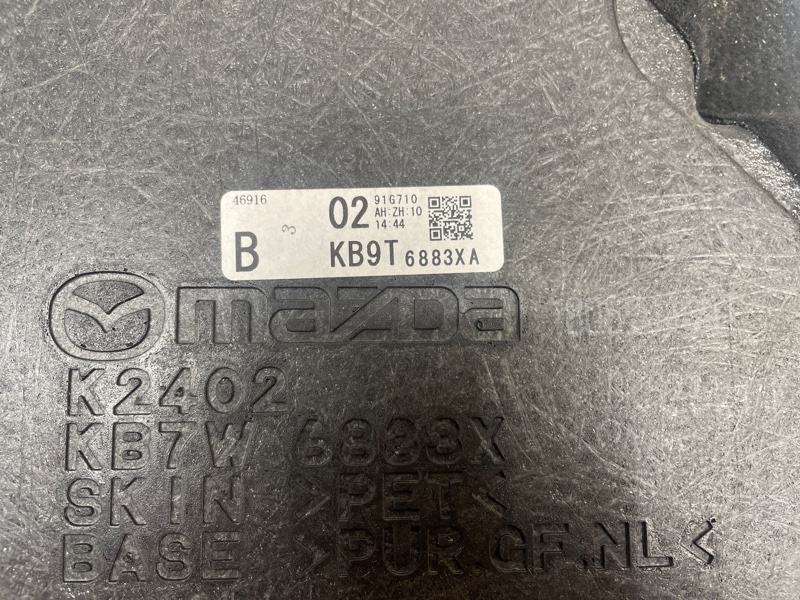 46916
B
3
02
91G710
AH:ZH:10
14:44
KB9T 6883XA
mazda
K2402
KB7W 6883X
SKIN >PET<
BASE >PUR.GF.NL<